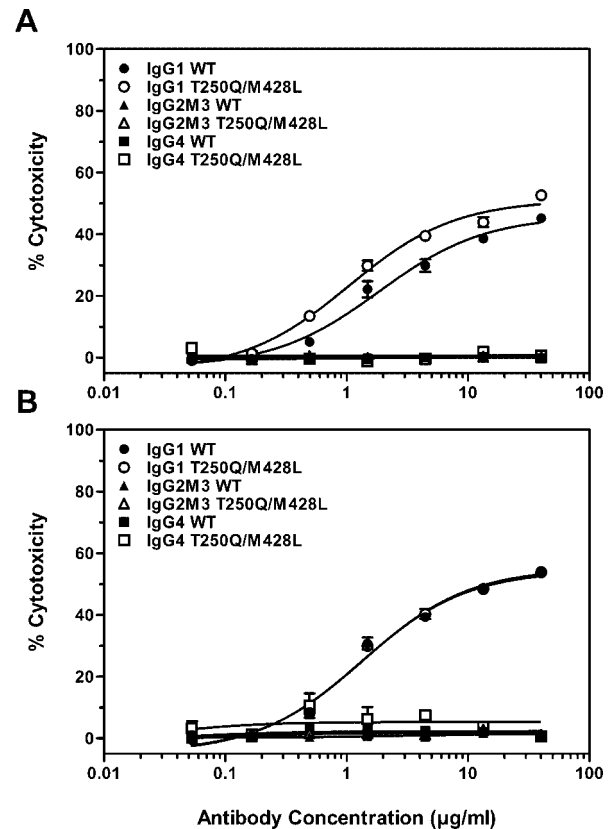 A
% Cytotoxicity
100
80
60
40
20
0
IgG1 WT
IgG1 T250Q/M428L
IgG2M3 WT
IgG2M3 T250Q/M428L
IgG4 WT
IgG4 T250Q/M428L
0.01
0.1
1
10
100
B
% Cytotoxicity
100
80
60
40
20
0
IgG1 WT
IgG1 T250Q/M428L
IgG2M3 WT
IgG2M3 T250Q/M428L
IgG4 WT
IgG4 T250Q/M428L
0.01
0.1
1
10
100
Antibody Concentration (µg/ml)